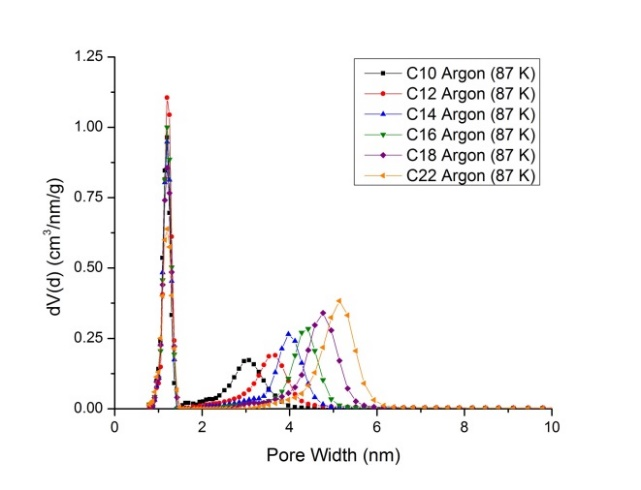 1.25
1.00
0.75
0.50
0.25
0.00
dV(d) (cm³/nm/g)
C10 Argon (87 K)
C12 Argon (87 K)
C14 Argon (87 K)
C16 Argon (87 K)
C18 Argon (87 K)
C22 Argon (87 K)
0 2 4 6 8 10
Pore Width (nm)